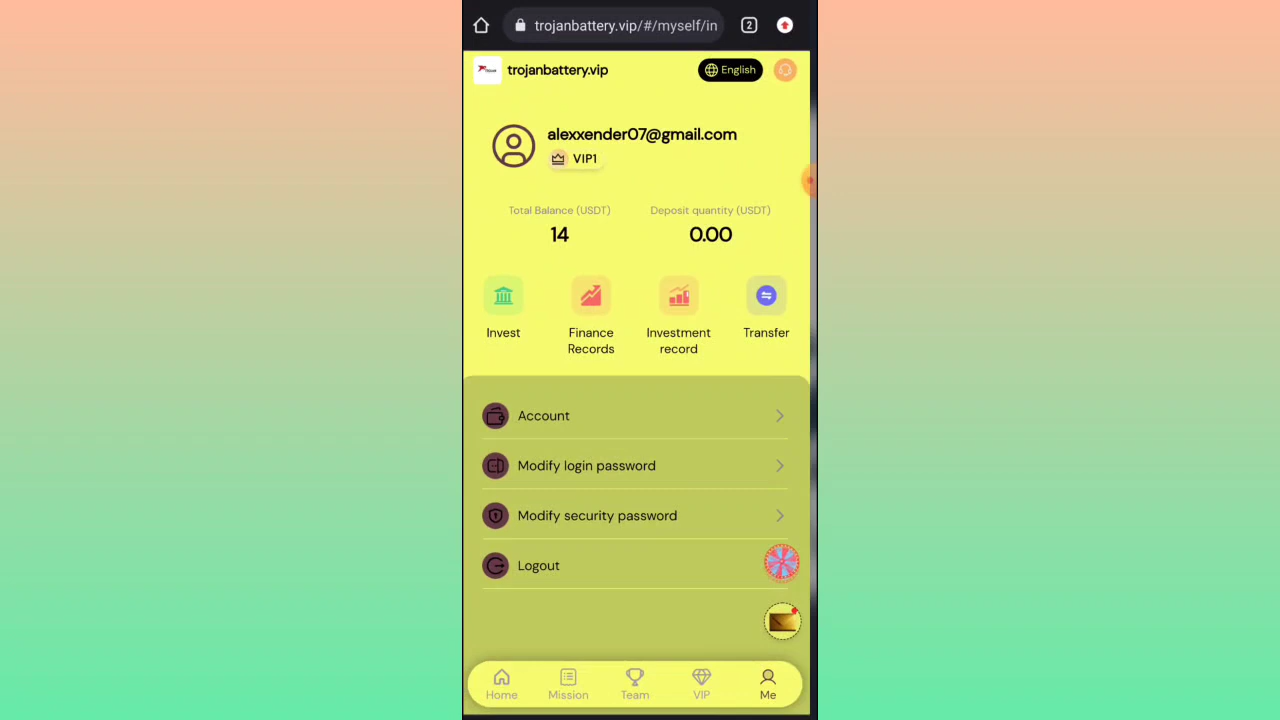 trojanbattery.vip/#/myself/in
2
trojanbattery.vip
English
alexxender07@gmail.com
VIP1
Total Balance (USDT)
Deposit quantity (USDT)
14
0.00
Invest
Finance
Records
Investment
record
Transfer
Account
Modify login password
Modify security password
Logout
Home
Mission
Team
VIP
Me